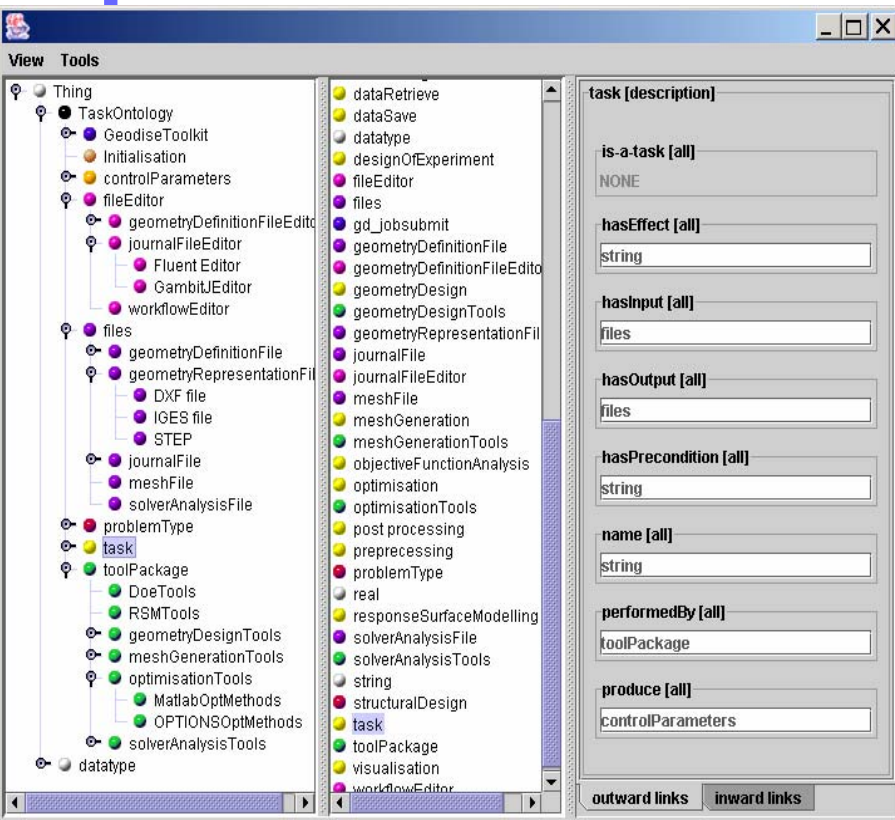 View Tools
Thing
TaskOntology
GeodiseToolkit
Initialisation
controlParameters
fileEditor
geometryDefinitionFileEdito
journalFileEditor
Fluent Editor
GambitJEditor
workflowEditor
files
geometryDefinitionFile
geometryRepresentationFil
DXF file
IGES file
STEP
journalFile
meshFile
solverAnalysisFile
problemType
task
toolPackage
DoeTools
RSMTools
geometryDesignTools
meshGenerationTools
optimisationTools
MatlabOptMethods
OPTIONSOptMethods
solverAnalysisTools
datatype
dataRetrieve
dataSave
datatype
designOfExperiment
fileEditor
files
gd_jobsubmit
geometryDefinitionFile
geometryDefinitionFileEdito
geometryDesign
geometryDesignTools
geometryRepresentationFil
journalFile
journalFileEditor
meshFile
meshGeneration
meshGenerationTools
objectiveFunctionAnalysis
optimisation
optimisationTools
post processing
preprecessing
problemType
real
responseSurfaceModelling
solverAnalysisFile
solverAnalysisTools
string
structuralDesign
task
toolPackage
visualisation
workflowEditor
task [description]
is-a-task [all]
NONE
hasEffect [all]
string
hasInput [all]
files
hasOutput [all]
files
hasPrecondition [all]
string
name [all]
string
performedBy [all]
toolPackage
produce [all]
controlParameters
outward links inward links